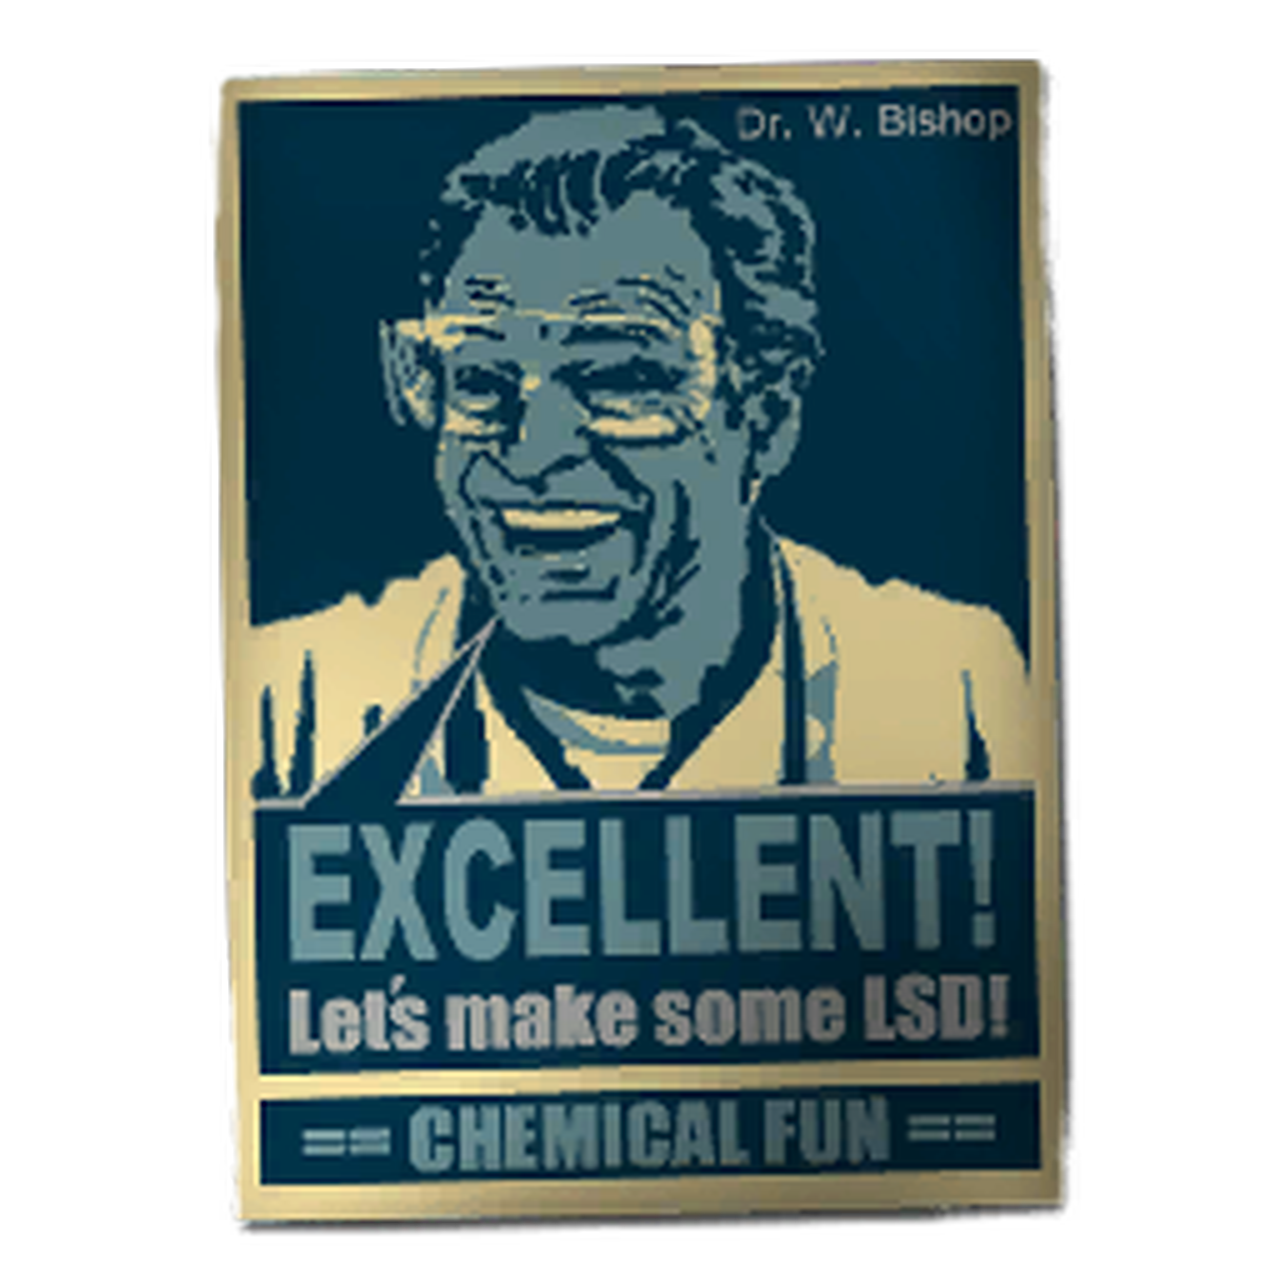 Dr. W. Bishop
EXCELLENT!
Let's make some LSD!
== CHEMICAL FUN ==